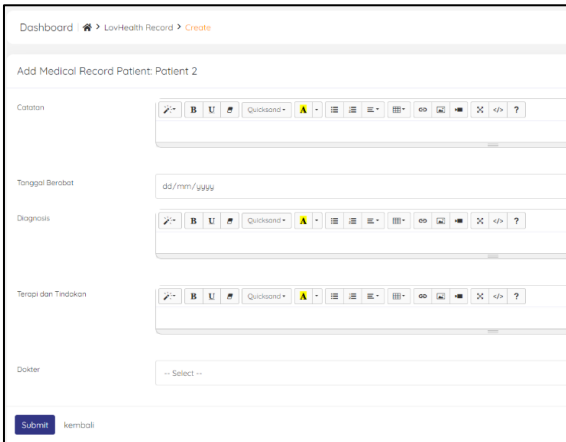 Dashboard > LovHealth Record > Create
Add Medical Record Patient: Patient 2
Catatan
B U Quicksand A </> ?
Tanggal Berobat
dd/mm/yyyy
Diagnosis
B U Quicksand A </> ?
Terapi dan Tindakan
B U Quicksand A </> ?
Dokter
-- Select --
Submit kembali